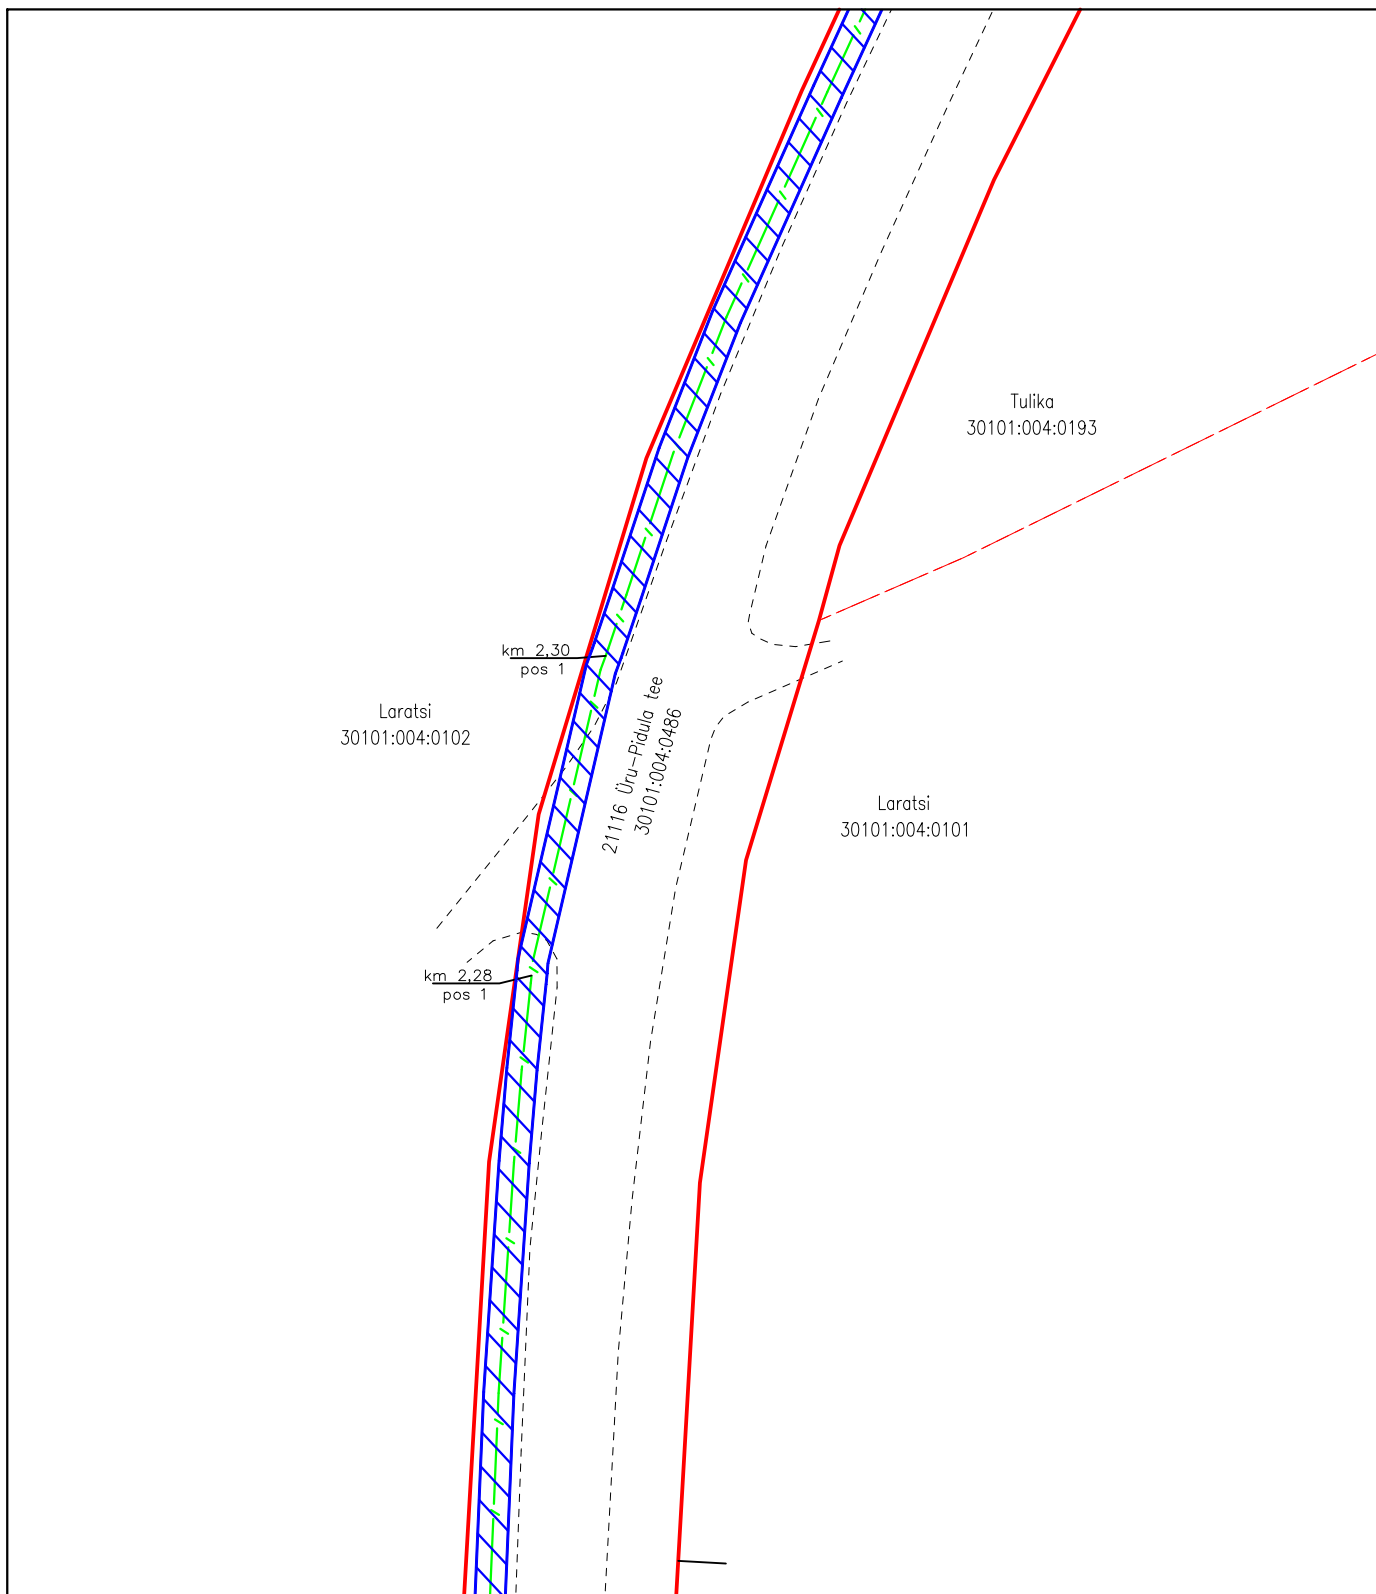 Tulika
30101:004:0193
km 2,30
pos 1
Laratsi
30101:004:0102
21116 Üru-Pidula tee
30101:004:0486
Laratsi
30101:004:0101
km 2,28
pos 1